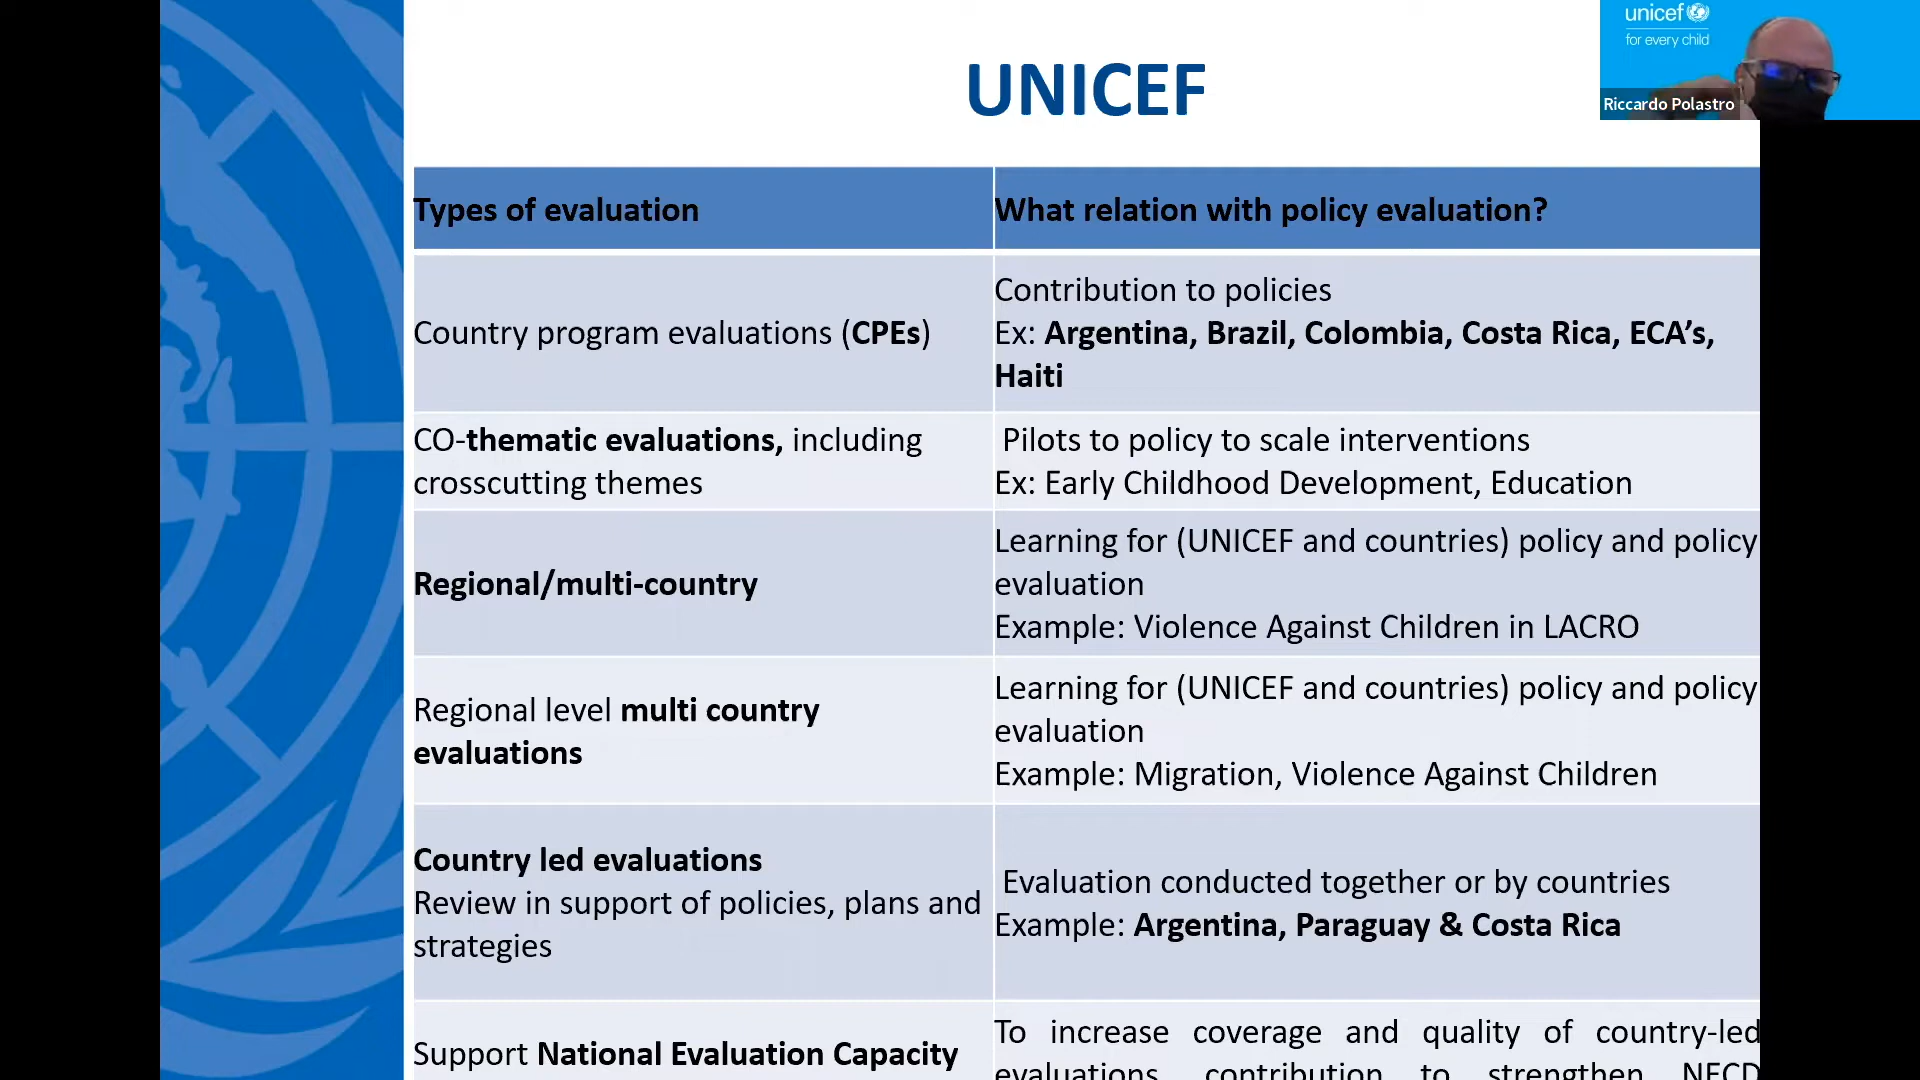 UNICEF
unicef
for every child
Riccardo Polastro
Types of evaluation
What relation with policy evaluation?
Country program evaluations (CPEs)
Contribution to policies
Ex: Argentina, Brazil, Colombia, Costa Rica, ECA's,
Haiti
CO-thematic evaluations, including
crosscutting themes
Pilots to policy to scale interventions
Ex: Early Childhood Development, Education
Regional/multi-country
Learning for (UNICEF and countries) policy and policy
evaluation
Example: Violence Against Children in LACRO
Regional level multi country
evaluations
Learning for (UNICEF and countries) policy and policy
evaluation
Example: Migration, Violence Against Children
Country led evaluations
Review in support of policies, plans and
strategies
Evaluation conducted together or by countries
Example: Argentina, Paraguay & Costa Rica
Support National Evaluation Capacity
To increase coverage and quality of country-led
evaluations, contribution to strengthen NECD